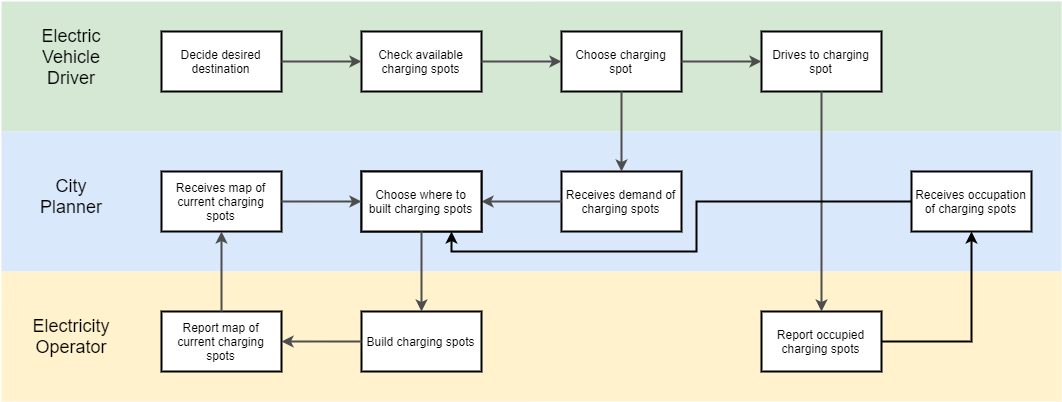 Electric
Vehicle
Driver
Decide desired
destination
Check available
charging spots
Choose charging
spot
Drives to charging
spot
City
Planner
Receives map of
current charging
spots
Choose where to
built charging spots
Receives demand of
charging spots
Receives occupation
of charging spots
Electricity
Operator
Report map of
current charging
spots
Build charging spots
Report occupied
charging spots